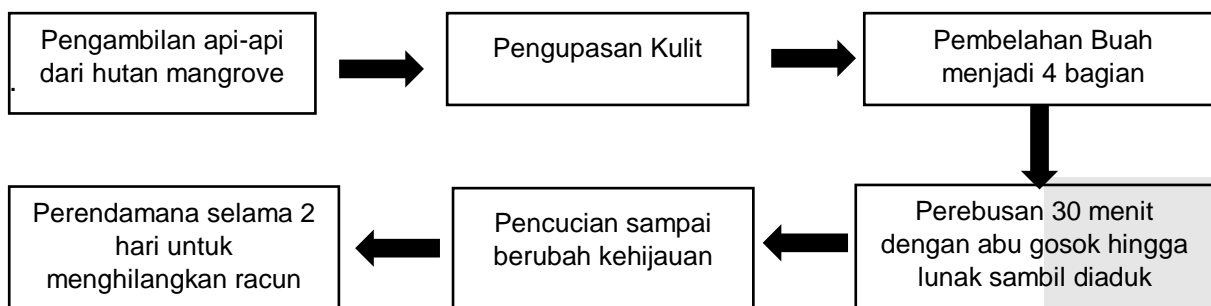 Pengambilan api-api
dari hutan mangrove
.
Pengupasan Kulit
Pembelahan Buah
menjadi 4 bagian
Perebusan 30 menit
dengan abu gosok hingga
lunak sambil diaduk
Pencucian sampai
berubah kehijauan
Perendamana selama 2
hari untuk
menghilangkan racun